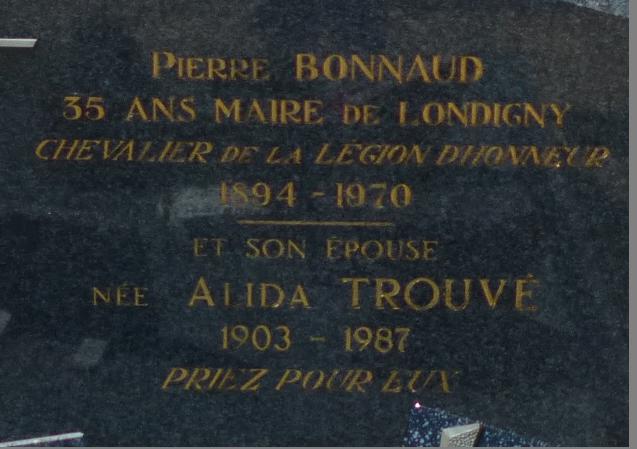 PIERRE BONNAUD
35 ANS MAIRE DE LONDIGNY
CHEVALIER DE LA LÉGION D'HONNEUR
1894 - 1970
ET SON ÉPOUSE
NÉE ALIDA TROUVÉ
1903 - 1987
PRIEZ POUR EUX